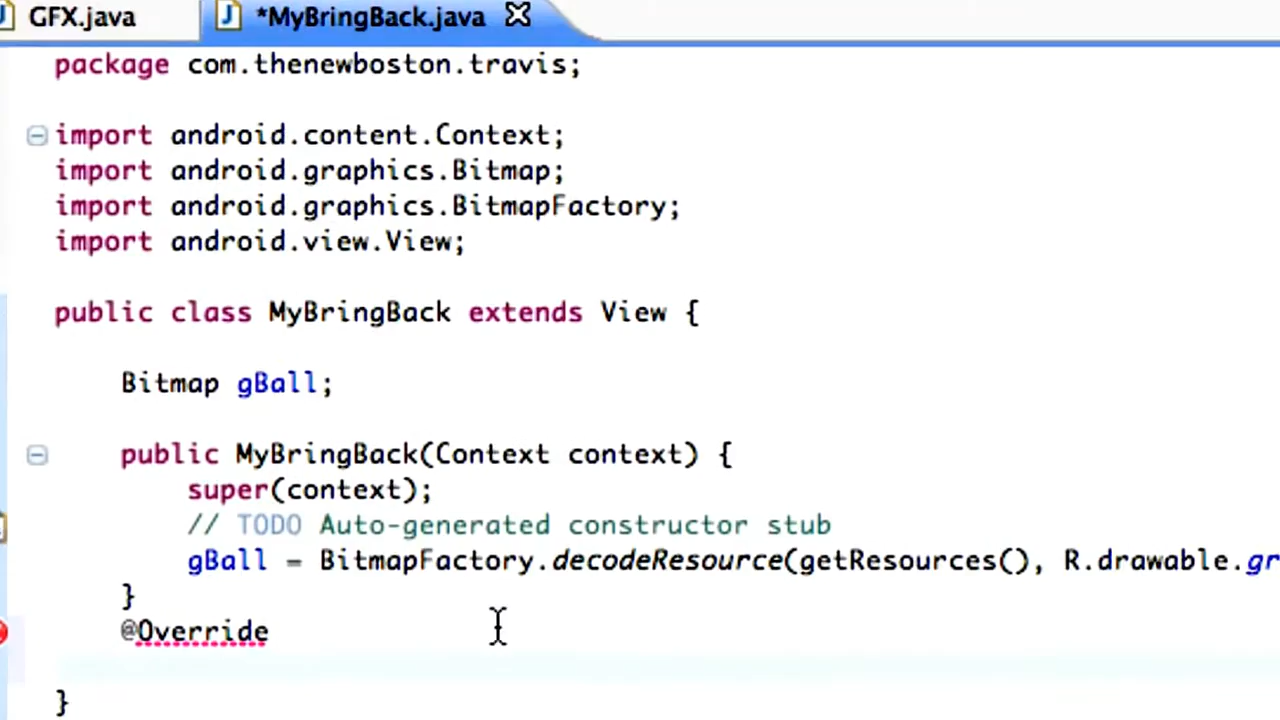 GFX.java
*MyBringBack.java
package com.thenewboston.travis;
import android.content.Context;
import android.graphics.Bitmap;
import android.graphics.BitmapFactory;
import android.view.View;
public class MyBringBack extends View {
Bitmap gBall;
public MyBringBack(Context context) {
super(context);
// TODO Auto-generated constructor stub
gBall = BitmapFactory.decodeResource(getResources(), R.drawable.gr
}
@Override
}